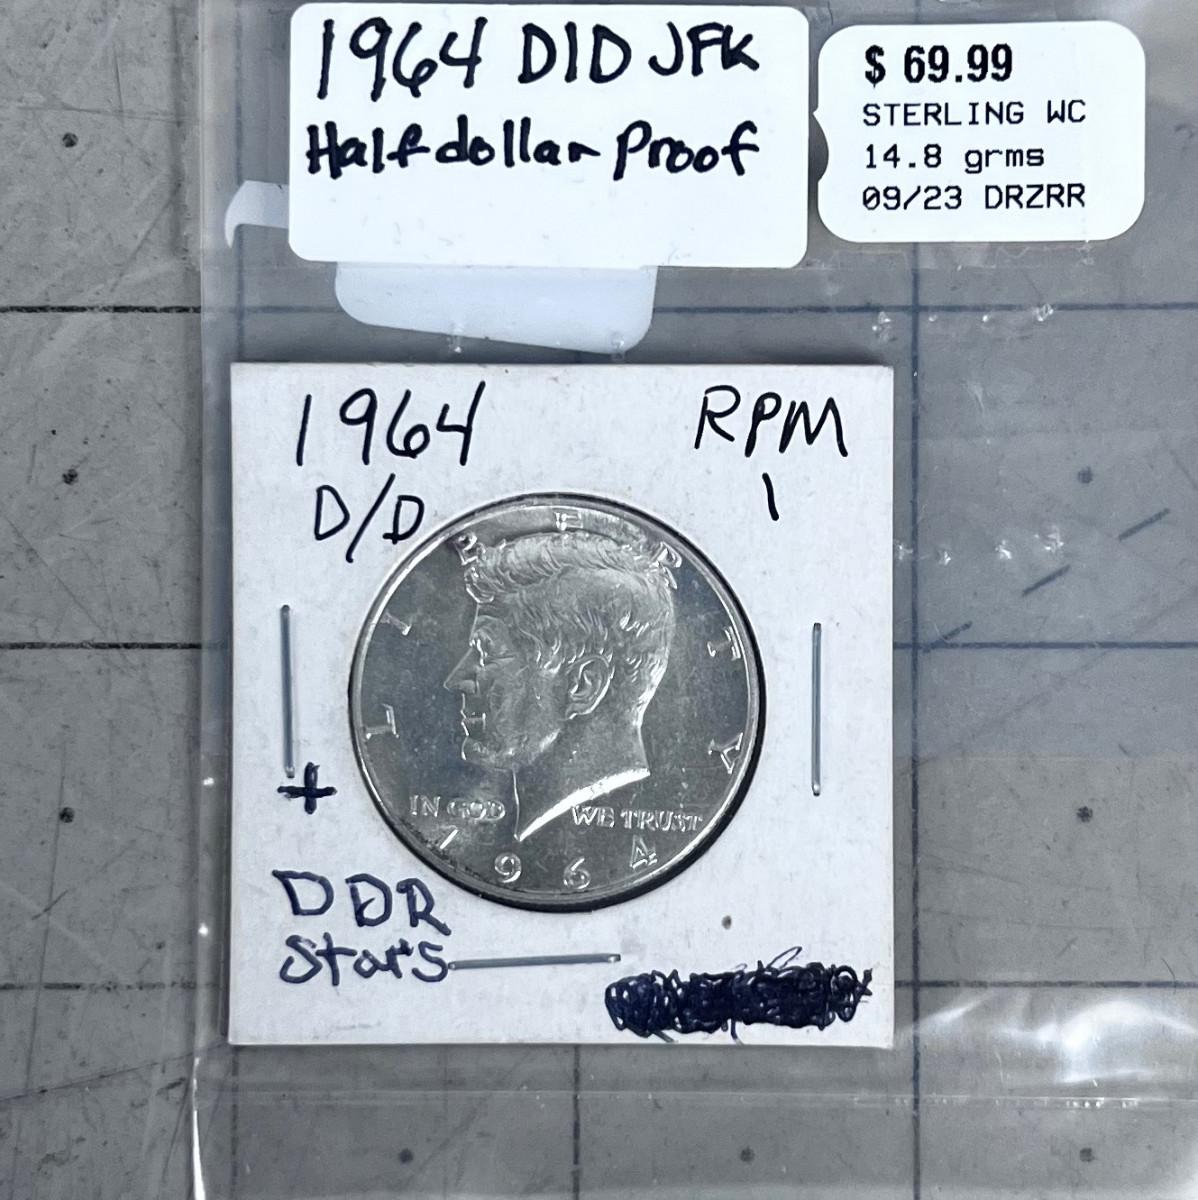 1964 D/D JFK
Half dollar Proof
$ 69.99
STERLING WC
14.8 grms
09/23 DRZRR
1964
D/D
RPM
1
LIBERTY
IN GOD WE TRUST
1964
+
DDR
Stars